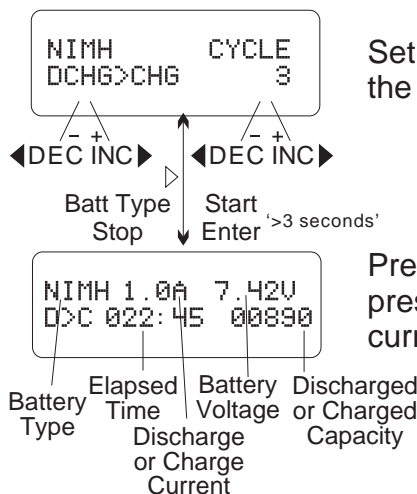 NIMH CYCLE
DCHG>CHG 3
Set
the
- + - +
◀DEC INC▶ ◀DEC INC▶
Batt Type Start
Stop Enter '>3 seconds'
NIMH 1.0A 7.42V
D>C 022:45 00890
Pre
pres
curr
Battery
Type
Elapsed
Time
Discharge
or Charge
Current
Battery
Voltage
Discharged
or Charged
Capacity